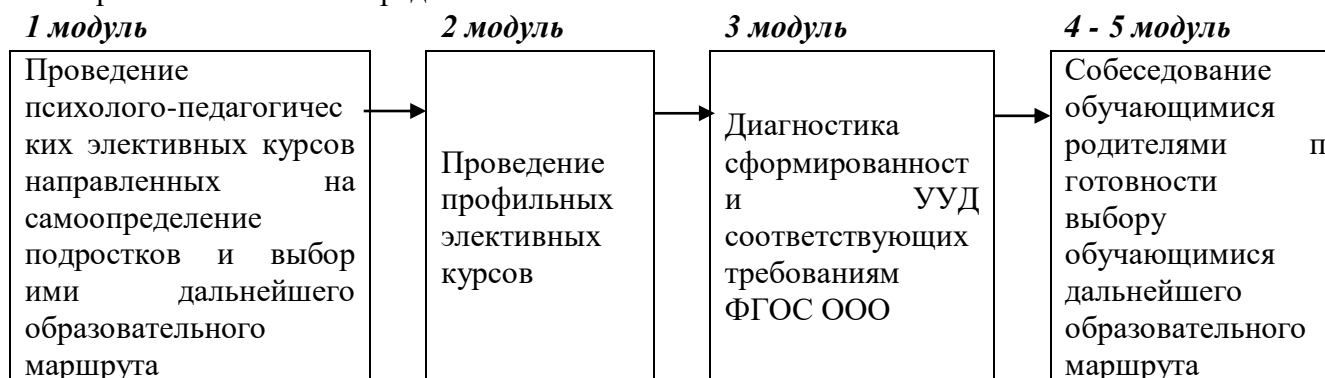 1 модуль
2 модуль
3 модуль
4 - 5 модуль
Проведение
психолого-педагогичес
ких элективных курсов
направленных на
самоопределение
подростков и выбор
ими дальнейшего
образовательного
маршрута
Проведение
профильных
элективных
курсов
Диагностика
сформированност
и УУД
соответствующих
требованиям
ФГОС ООО
Собеседование
обучающимися
родителями
готовности
выбору
обучающимися
дальнейшего
образовательного
маршрута